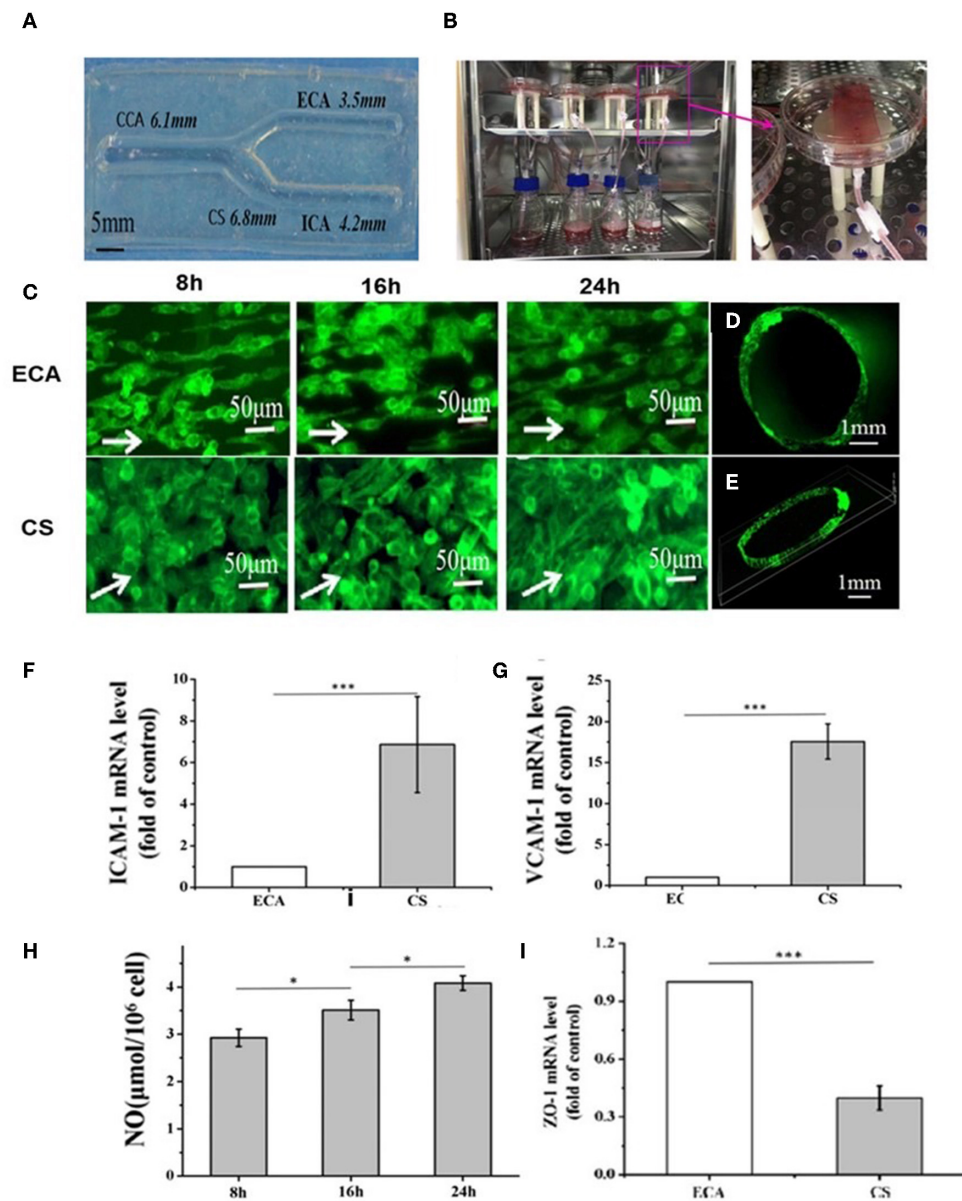 A
B
CCA 6.1mm
ECA 3.5mm
CS 6.8mm
ICA 4.2mm
5mm
C
8h
16h
24h
D
ECA
50µm
50µm
50µm
1mm
E
CS
50µm
50µm
50µm
1mm
F
G
ICAM-1 mRNA level
(fold of control)
10
8
6
4
2
0
***
ECA
i
CS
VCAM-1 mRNA level
(fold of control)
25
20
15
10
5
0
***
EC
CS
H
I
NO(µmol/10⁶ cell)
4
3
2
1
0
*
*
8h
16h
24h
ZO-1 mRNA level
(fold of control)
1.2
0.9
0.6
0.3
0.0
***
ECA
CS